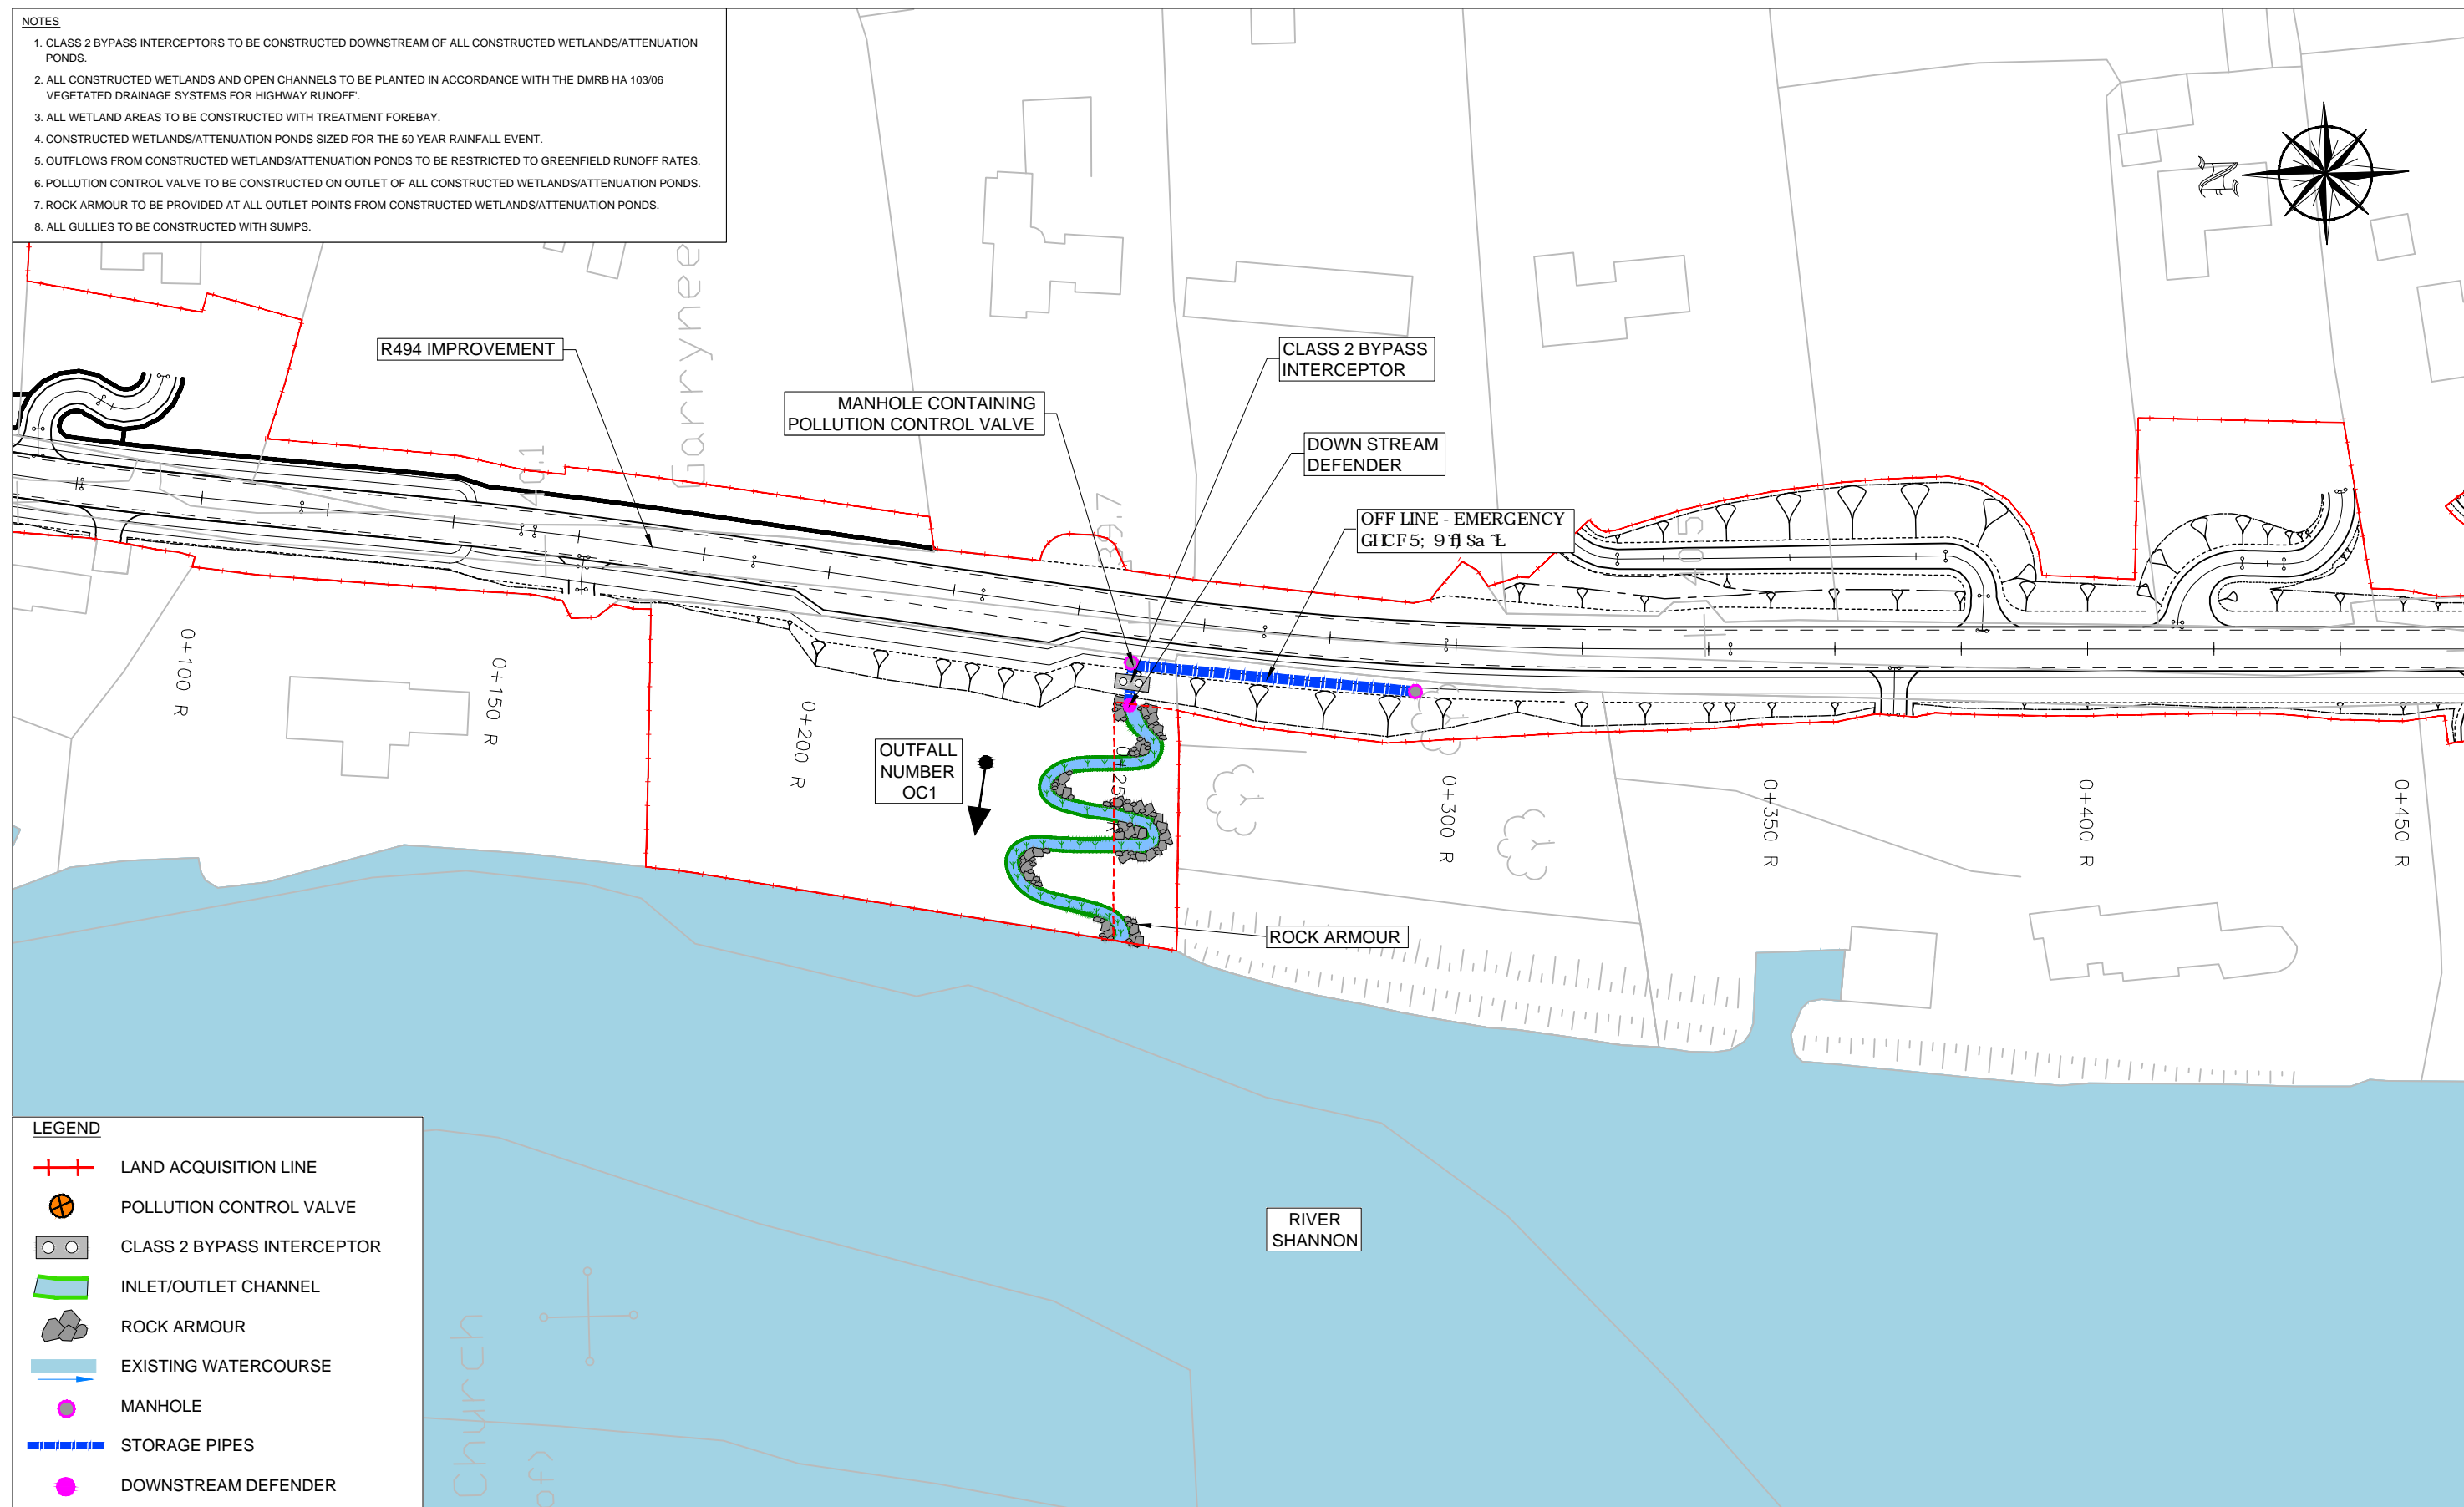 NOTES
1. CLASS 2 BYPASS INTERCEPTORS TO BE CONSTRUCTED DOWNSTREAM OF ALL CONSTRUCTED WETLANDS/ATTENUATION
PONDS.
2. ALL CONSTRUCTED WETLANDS AND OPEN CHANNELS TO BE PLANTED IN ACCORDANCE WITH THE DMRB HA 103/06
VEGETATED DRAINAGE SYSTEMS FOR HIGHWAY RUNOFF'.
3. ALL WETLAND AREAS TO BE CONSTRUCTED WITH TREATMENT FOREBAY.
4. CONSTRUCTED WETLANDS/ATTENUATION PONDS SIZED FOR THE 50 YEAR RAINFALL EVENT.
5. OUTFLOWS FROM CONSTRUCTED WETLANDS/ATTENUATION PONDS TO BE RESTRICTED TO GREENFIELD RUNOFF RATES.
6. POLLUTION CONTROL VALVE TO BE CONSTRUCTED ON OUTLET OF ALL CONSTRUCTED WETLANDS/ATTENUATION PONDS.
7. ROCK ARMOUR TO BE PROVIDED AT ALL OUTLET POINTS FROM CONSTRUCTED WETLANDS/ATTENUATION PONDS.
8. ALL GULLIES TO BE CONSTRUCTED WITH SUMPS.
N
Garrynee
R494 IMPROVEMENT
CLASS 2 BYPASS
INTERCEPTOR
MANHOLE CONTAINING
POLLUTION CONTROL VALVE
DOWN STREAM
DEFENDER
40.1
39.7
40.5
OFF LINE - EMERGENCY
0+100 R
0+150 R
0+200 R
0+300 R
0+350 R
0+400 R
0+450 R
OUTFALL
NUMBER
OC1
ROCK ARMOUR
RIVER
SHANNON
Church
of)
LEGEND
LAND ACQUISITION LINE
POLLUTION CONTROL VALVE
CLASS 2 BYPASS INTERCEPTOR
INLET/OUTLET CHANNEL
ROCK ARMOUR
EXISTING WATERCOURSE
MANHOLE
STORAGE PIPES
DOWNSTREAM DEFENDER